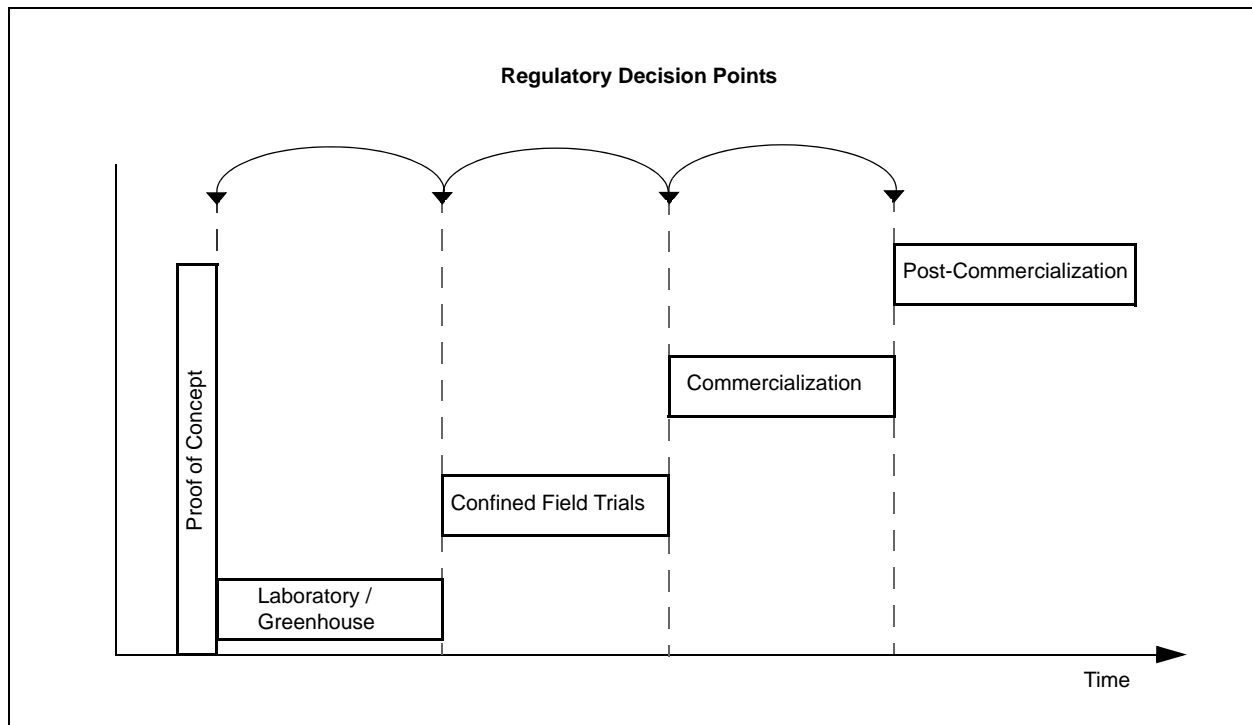 Regulatory Decision Points
Post-Commercialization
Commercialization
Proof of Concept
Confined Field Trials
Laboratory /
Greenhouse
Time